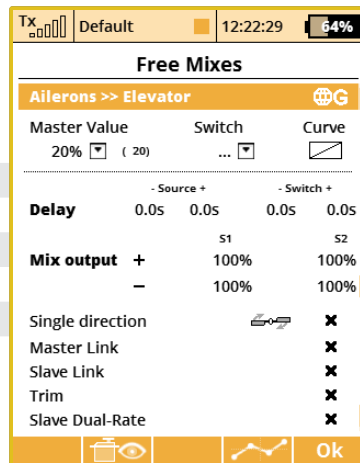 Tx Default 12:22:29 64%
Free Mixes
Ailerons >> Elevator G
Master Value Switch Curve
20% ( 20) ...
- Source + - Switch +
Delay 0.0s 0.0s 0.0s 0.0s
S1 S2
Mix output + 100% 100%
− 100% 100%
Single direction
Master Link
Slave Link
Trim
Slave Dual-Rate
Ok